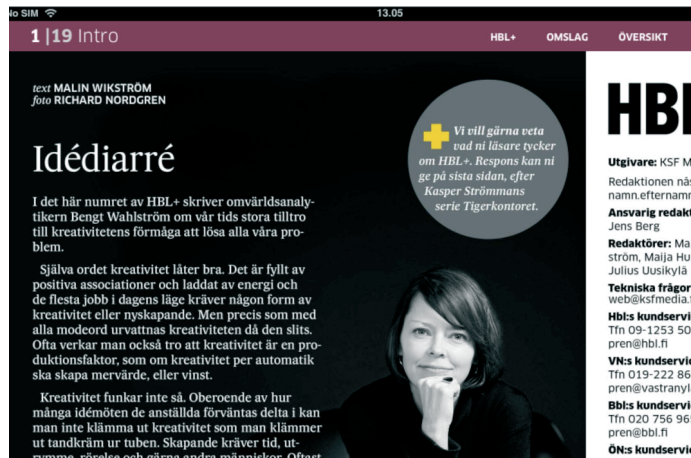 No SIM
13.05
1 |19 Intro
HBL+ OMSLAG ÖVERSIKT
text MALIN WIKSTRÖM
foto RICHARD NORDGREN
Idédiarré
I det här numret av HBL+ skriver omvärldsanaly-
tikern Bengt Wahlström om vår tids stora tilltro
till kreativitetens förmåga att lösa alla våra pro-
blem.
Själva ordet kreativitet låter bra. Det är fyllt av
positiva associationer och laddat av energi och
de flesta jobb i dagens läge kräver någon form av
kreativitet eller nyskapande. Men precis som med
alla modeord urvattnas kreativiteten då den slits.
Ofta verkar man också tro att kreativitet är en pro-
duktionsfaktor, som om kreativitet per automatik
ska skapa mervärde, eller vinst.
Kreativitet funkar inte så. Oberoende av hur
många idémöten de anställda förväntas delta i kan
man inte klämma ut kreativitet som man klämmer
ut tandkräm ur tuben. Skapande kräver tid, ut-
rymme, rörelse och gärna andra människor. Oftast
Vi vill gärna veta
vad ni läsare tycker
om HBL+. Respons kan ni
ge på sista sidan, efter
Kasper Strömmans
serie Tigerkontoret.
HBL
Utgivare: KSF M
Redaktionen nås
namn.efternamn
Ansvarig redakt
Jens Berg
Redaktörer: Ma
ström, Maija Hu
Julius Uusikylä
Tekniska frågor
web@ksfmedia.f
Hbl:s kundservi
Tfn 09-1253 50
pren@hbl.fi
VN:s kundservic
Tfn 019-222 86
pren@vastranyl
Bbl:s kundservi
Tfn 020 756 96
pren@bbl.fi
ÖN:s kundservic